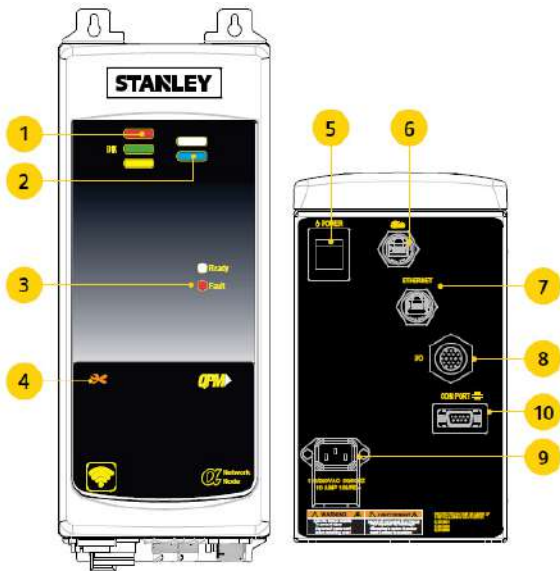 STANLEY
1
2
3
4
Ready
Fault
QPM
Network
Node
5
6
7
8
9
10
POWER
ETHERNET
I/O
COM PORT
WARNING